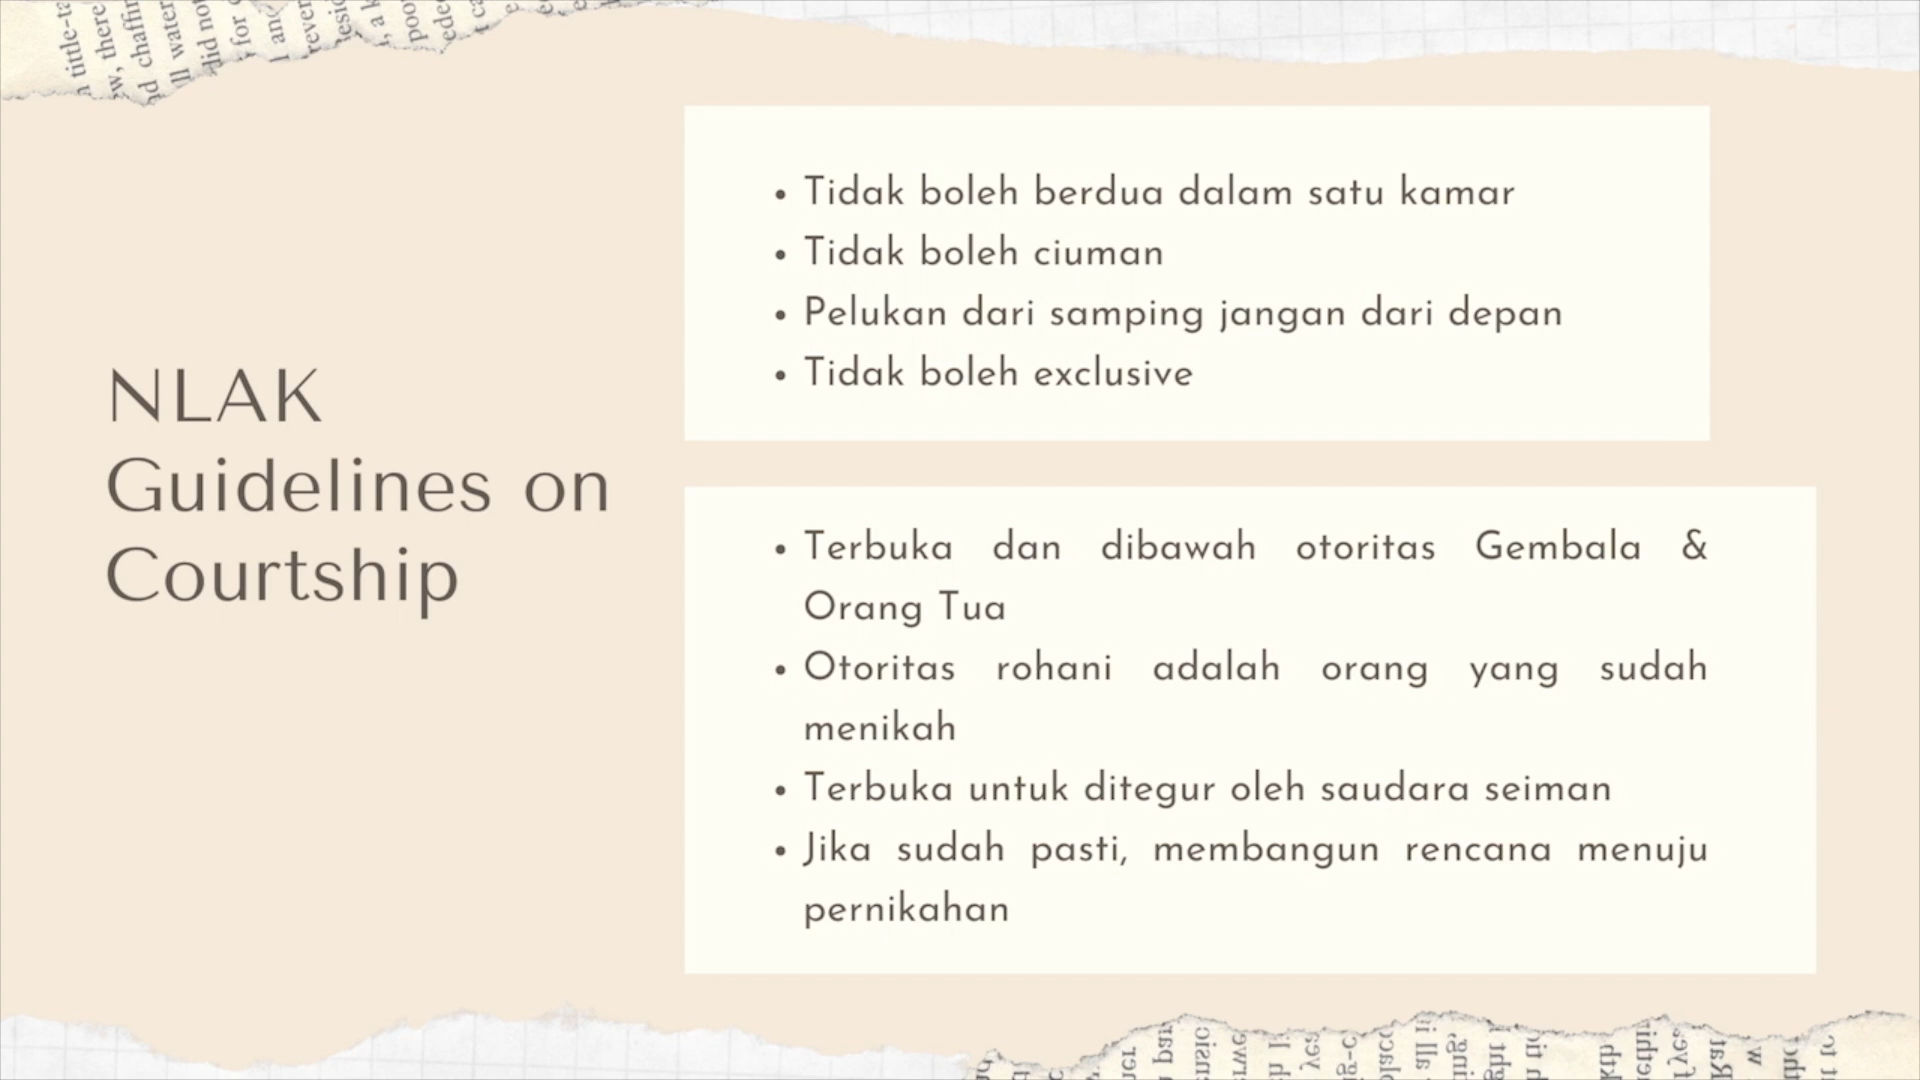 NLAK
Guidelines on
Courtship
• Tidak boleh berdua dalam satu kamar
• Tidak boleh ciuman
• Pelukan dari samping jangan dari depan
• Tidak boleh exclusive
• Terbuka dan dibawah otoritas Gembala &
Orang Tua
• Otoritas rohani adalah orang yang sudah
menikah
• Terbuka untuk ditegur oleh saudara seiman
• Jika sudah pasti, membangun rencana menuju
pernikahan